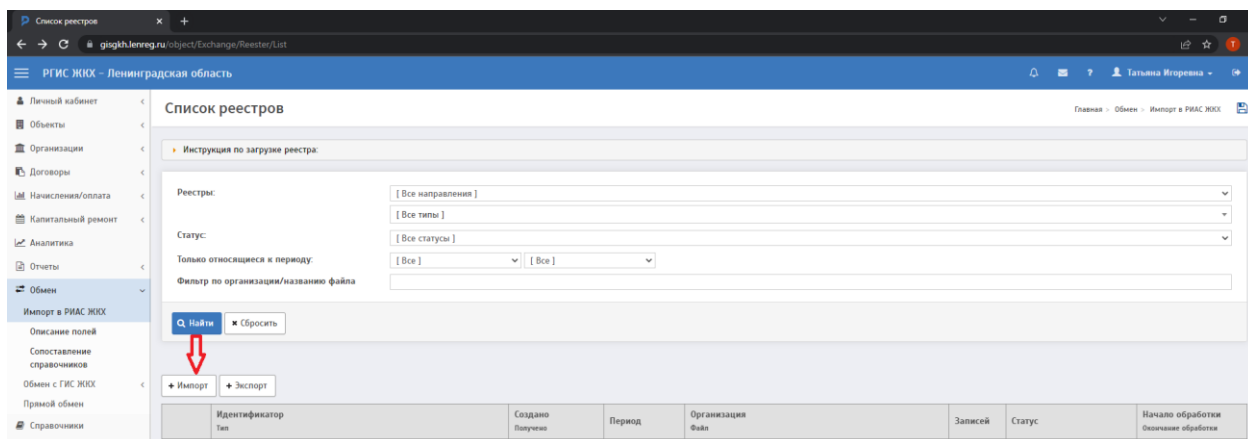 Список реестров
gisgkh.lenreg.ru/object/Exchange/Reester/List
T
РГИС ЖКХ - Ленинградская область
? Татьяна Игоревна
Личный кабинет
Объекты
Организации
Договоры
Начисления/оплата
Капитальный ремонт
Аналитика
Отчеты
Обмен
Импорт в РИАС ЖКХ
Описание полей
Сопоставление
справочников
Обмен с ГИС ЖКХ
Прямой обмен
Справочники
Список реестров
Главная > Обмен > Импорт в РИАС ЖКХ
Инструкция по загрузке реестра:
Реестры: [ Все направления ]
[ Все типы ]
Статус: [ Все статусы ]
Только относящиеся к периоду: [ Все ] [ Все ]
Фильтр по организации/названию файла
Найти × Сбросить
+ Импорт + Экспорт
Идентификатор Создано Период Организация Записей Статус Начало обработки
Тип Получено Файл Окончание обработки